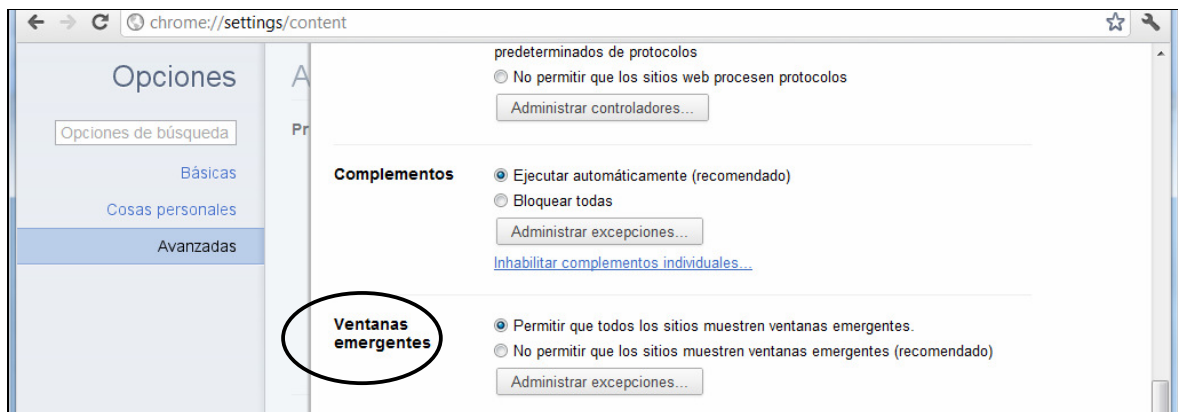 chrome://settings/content
Opciones
A
Opciones de búsqueda
Pr
Básicas
Cosas personales
Avanzadas
predeterminados de protocolos
No permitir que los sitios web procesen protocolos
Administrar controladores...
Complementos
Ejecutar automáticamente (recomendado)
Bloquear todas
Administrar excepciones...
Inhabilitar complementos individuales...
Ventanas
emergentes
Permitir que todos los sitios muestren ventanas emergentes.
No permitir que los sitios muestren ventanas emergentes (recomendado)
Administrar excepciones...